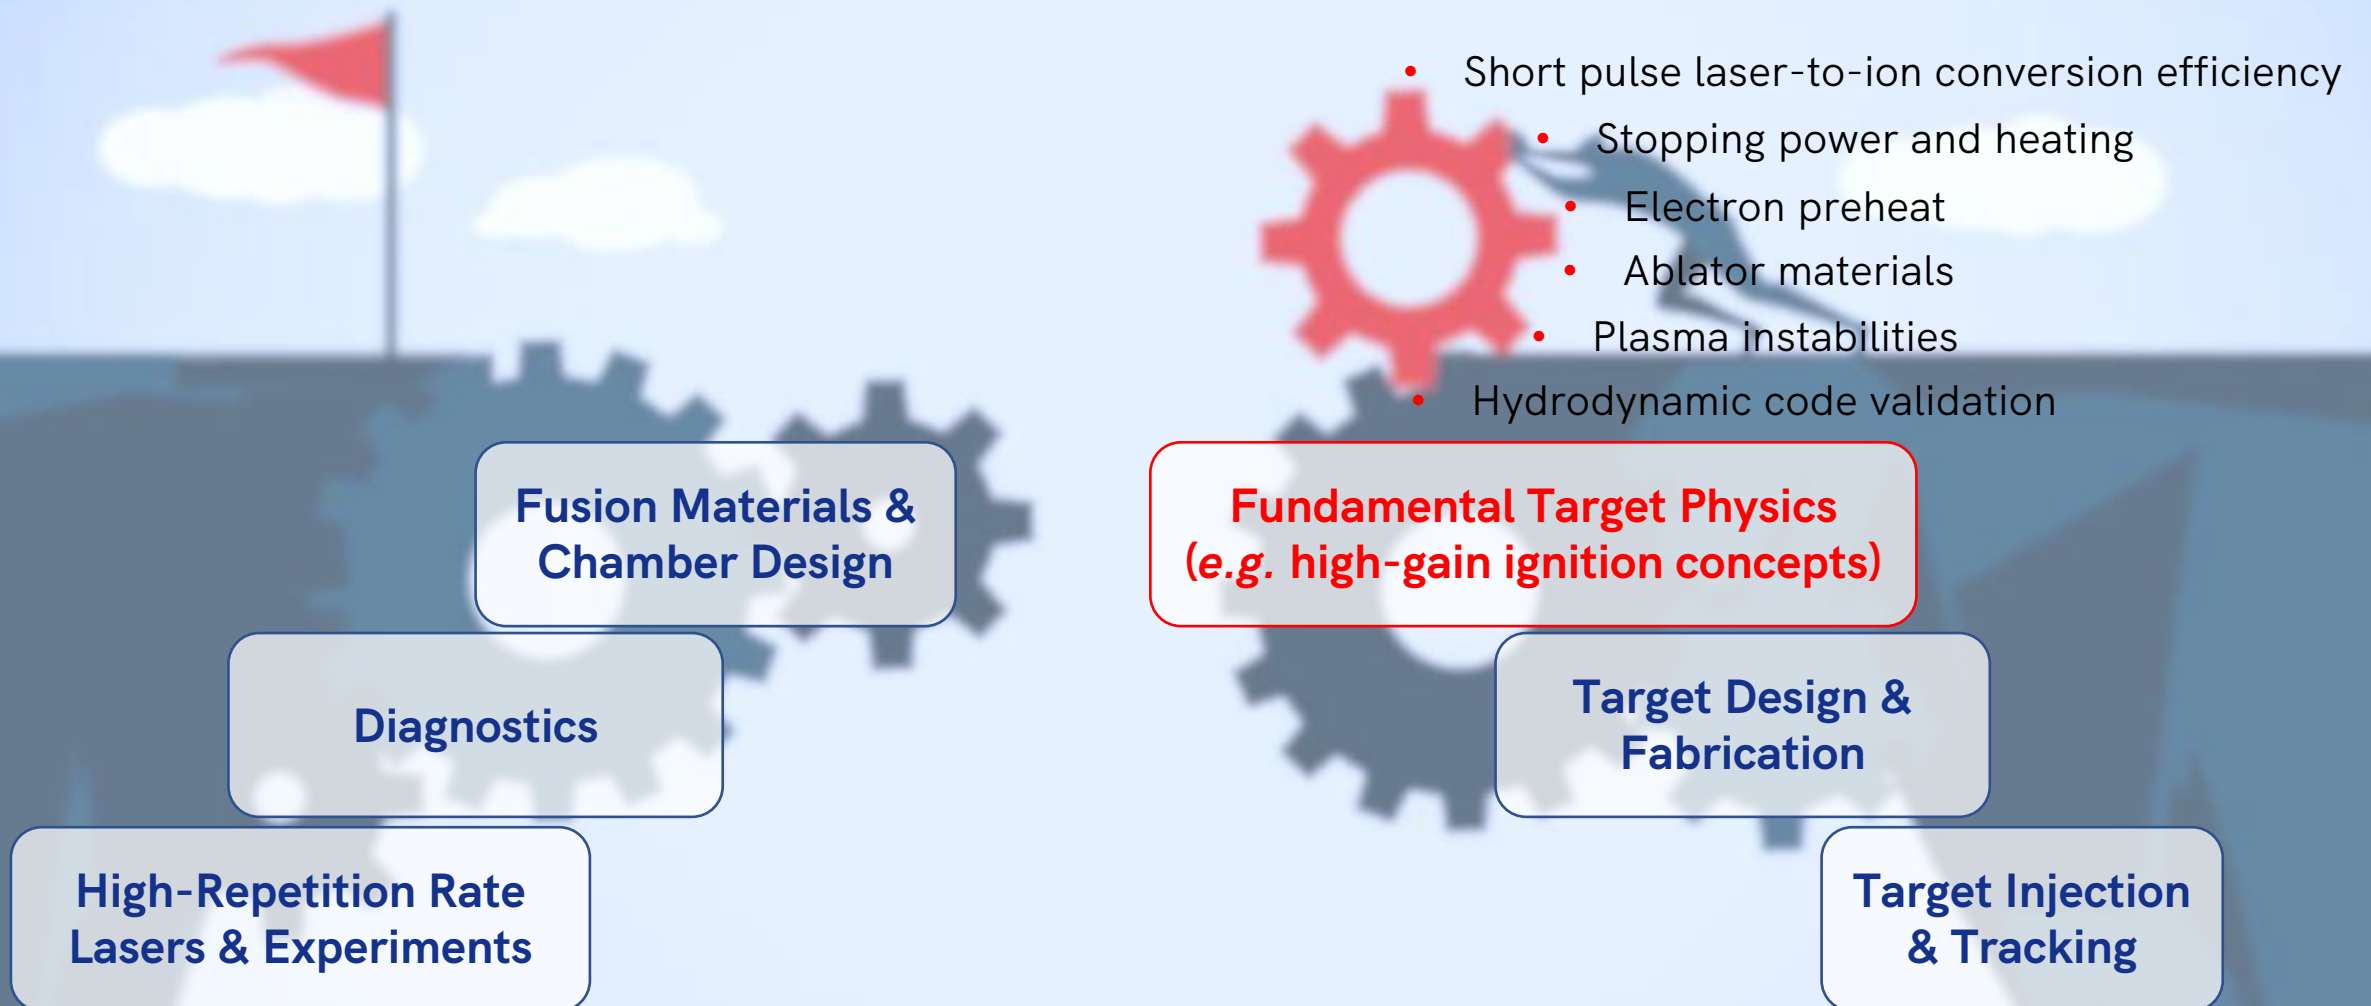 • Short pulse laser-to-ion conversion efficiency
• Stopping power and heating
• Electron preheat
• Ablator materials
• Plasma instabilities
• Hydrodynamic code validation
Fusion Materials &
Chamber Design
Fundamental Target Physics
(e.g. high-gain ignition concepts)
Diagnostics
Target Design &
Fabrication
High-Repetition Rate
Lasers & Experiments
Target Injection
& Tracking